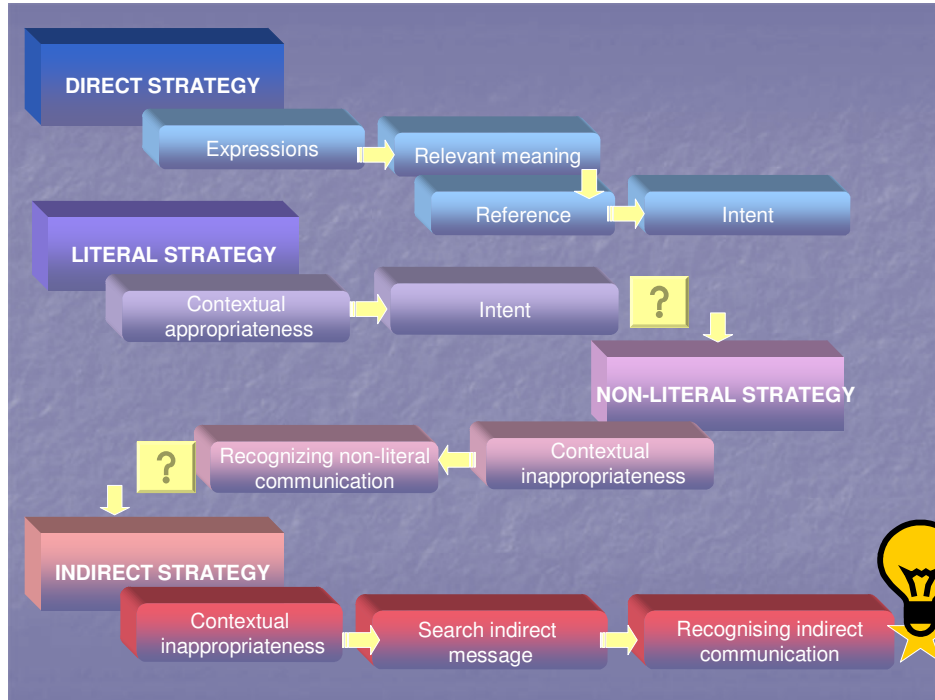 DIRECT STRATEGY
Expressions
Relevant meaning
Reference
Intent
LITERAL STRATEGY
Contextual
appropriateness
Intent
?
NON-LITERAL STRATEGY
Contextual
inappropriateness
Recognizing non-literal
communication
?
INDIRECT STRATEGY
Contextual
inappropriateness
Search indirect
message
Recognising indirect
communication